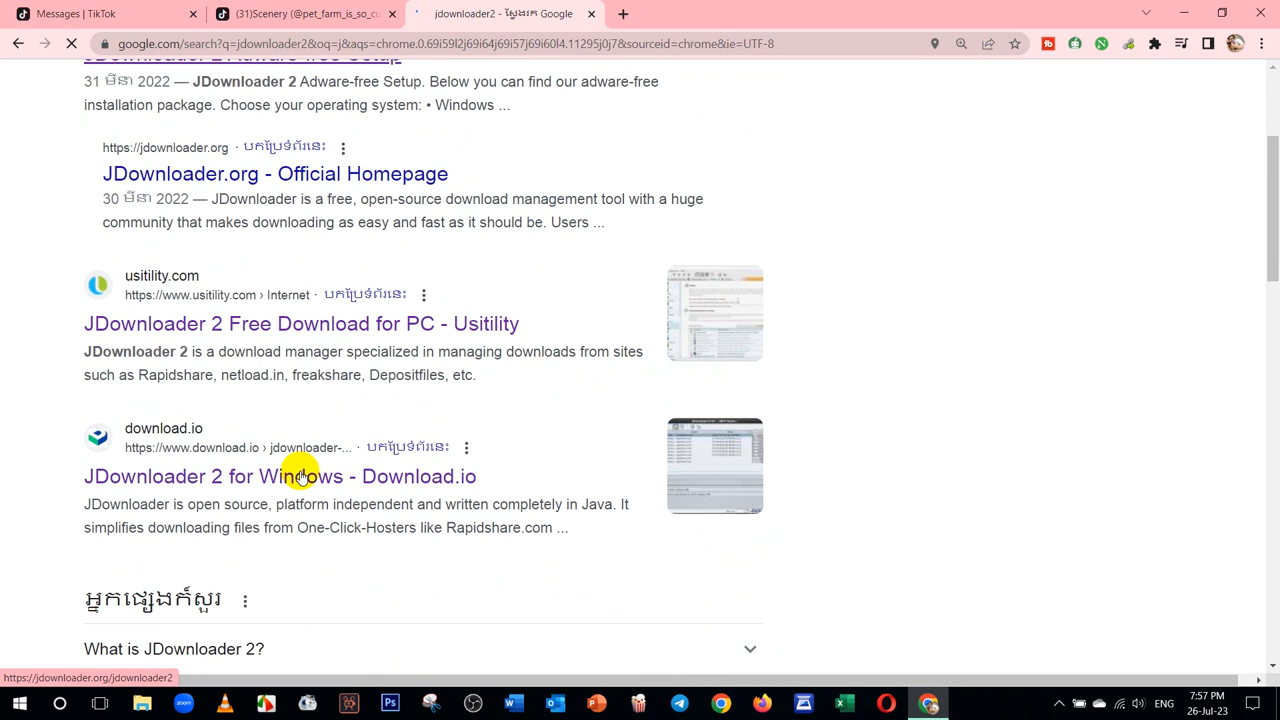 Messages | TikTok
(31)Scenery (@pet_farm_is_so_cu
jdownloader2 - ស្វែងរក Google
google.com/search?q=jdownloader2&oq=j&aqs=chrome.0.69i59l2j69i64j69i57j69i60l4.11295j0j7&sourceid=chrome&ie=UTF-8
JDownloader 2 Adware-free Setup
31 មីនា 2022 — JDownloader 2 Adware-free Setup. Below you can find our adware-free
installation package. Choose your operating system: • Windows ...
https://jdownloader.org · បកប្រែទំព័រនេះ
JDownloader.org - Official Homepage
30 មីនា 2022 — JDownloader is a free, open-source download management tool with a huge
community that makes downloading as easy and fast as it should be. Users ...
usitility.com
https://www.usitility.com › Internet · បកប្រែទំព័រនេះ
JDownloader 2 Free Download for PC - Usitility
JDownloader 2 is a download manager specialized in managing downloads from sites
such as Rapidshare, netload.in, freakshare, Depositfiles, etc.
download.io
https://www.download.io › jdownloader-...
JDownloader 2 for Windows - Download.io
JDownloader is open source, platform independent and written completely in Java. It
simplifies downloading files from One-Click-Hosters like Rapidshare.com ...
អ្នកផ្សេងក៏សួរ
What is JDownloader 2?
https://jdownloader.org/jdownloader2
zoom
ENG
7:57 PM
26-Jul-23